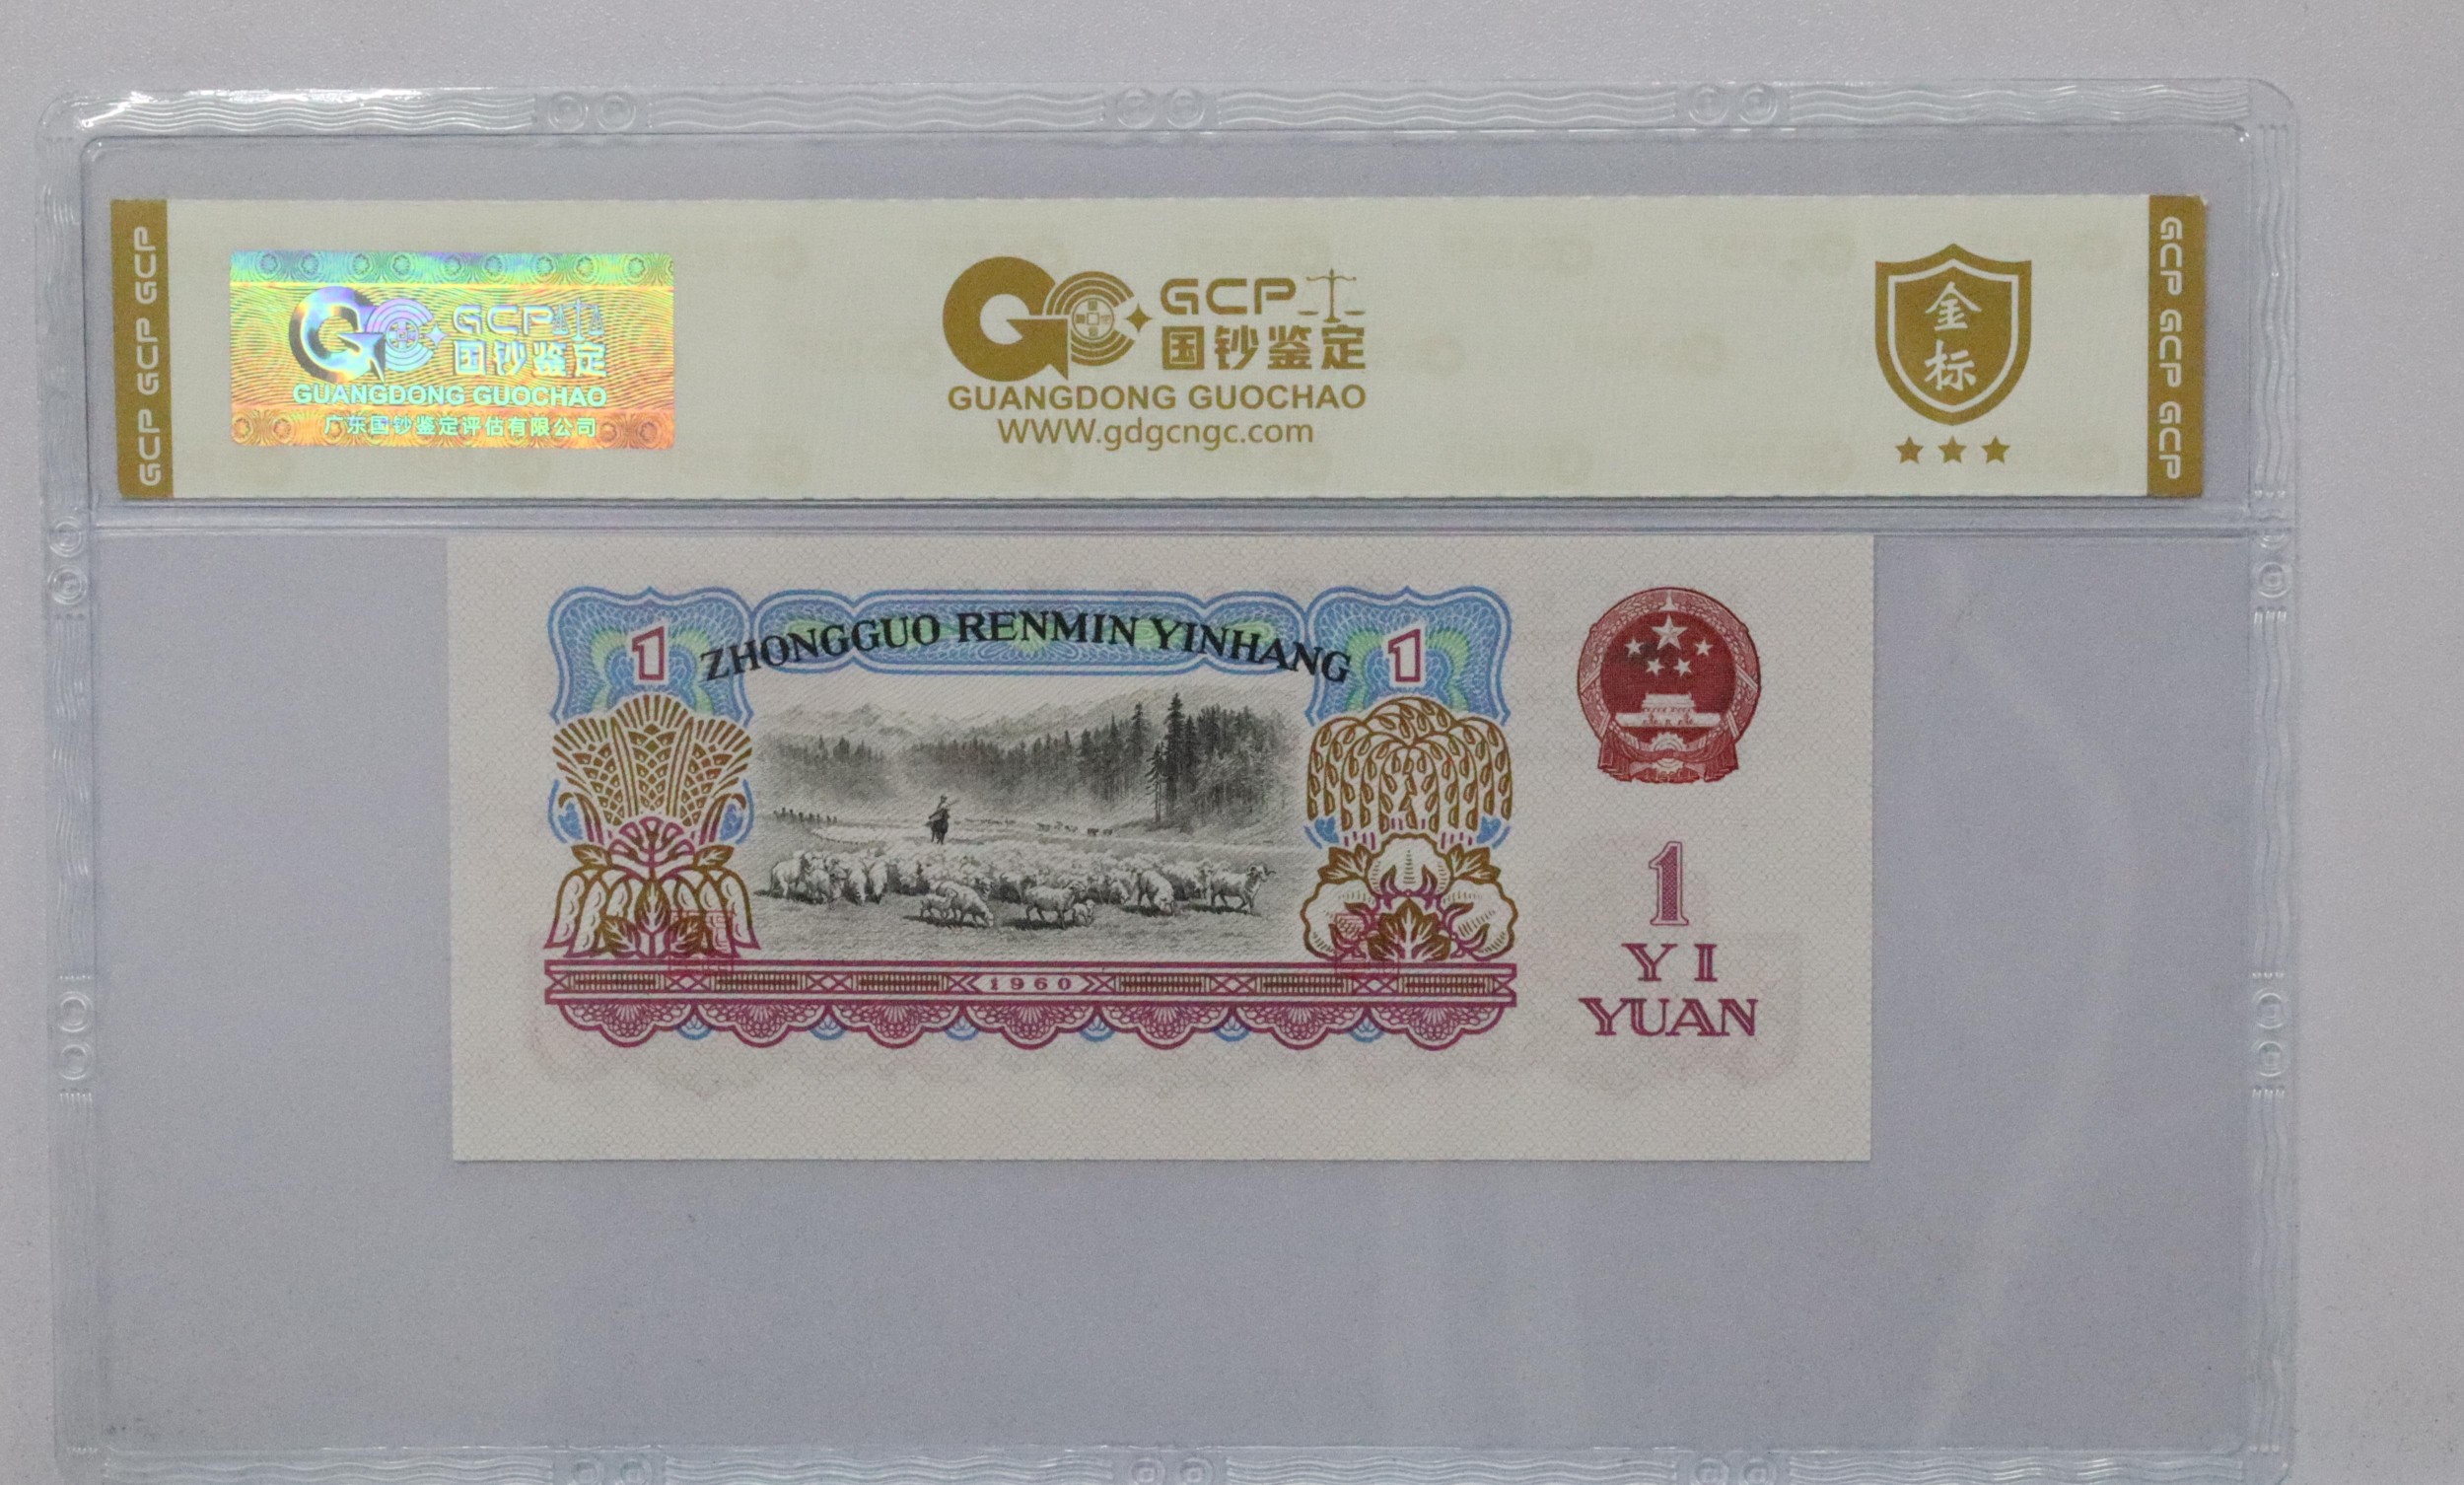 GCP GCP GCP
GCP
国钞鉴定
GUANGDONG GUOCHAO
广东国钞鉴定评估有限公司
GCP
国钞鉴定
GUANGDONG GUOCHAO
WWW.gdgcngc.com
金
标
GCP GCP GCP
ZHONGGUO RENMIN YINHANG
1
1
1960
1
YI
YUAN